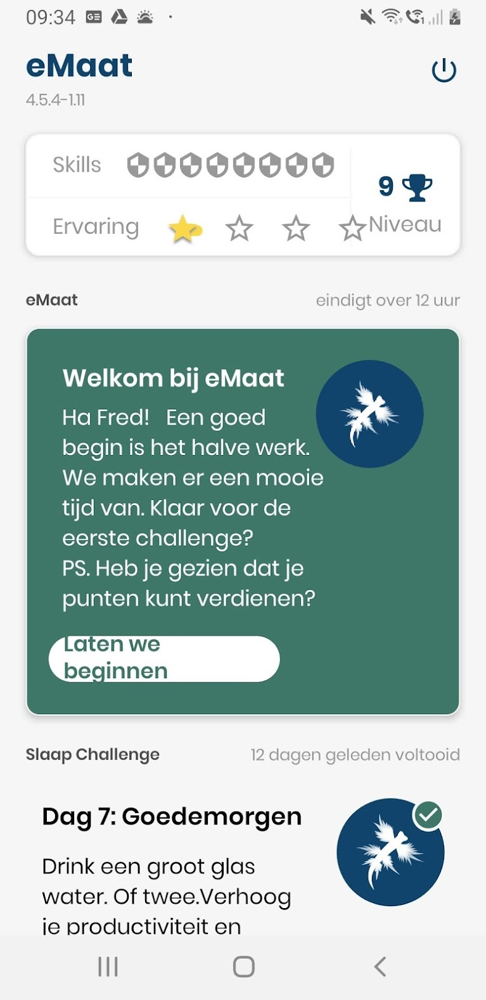 09:34
eMaat
4.5.4-1.11
Skills
9
Ervaring
Niveau
eMaat
eindigt over 12 uur
Welkom bij eMaat
Ha Fred!   Een goed
begin is het halve werk.
We maken er een mooie
tijd van. Klaar voor de
eerste challenge?
PS. Heb je gezien dat je
punten kunt verdienen?
Laten we
beginnen
Slaap Challenge
12 dagen geleden voltooid
Dag 7: Goedemorgen
Drink een groot glas
water. Of twee.Verhoog
je productiviteit en